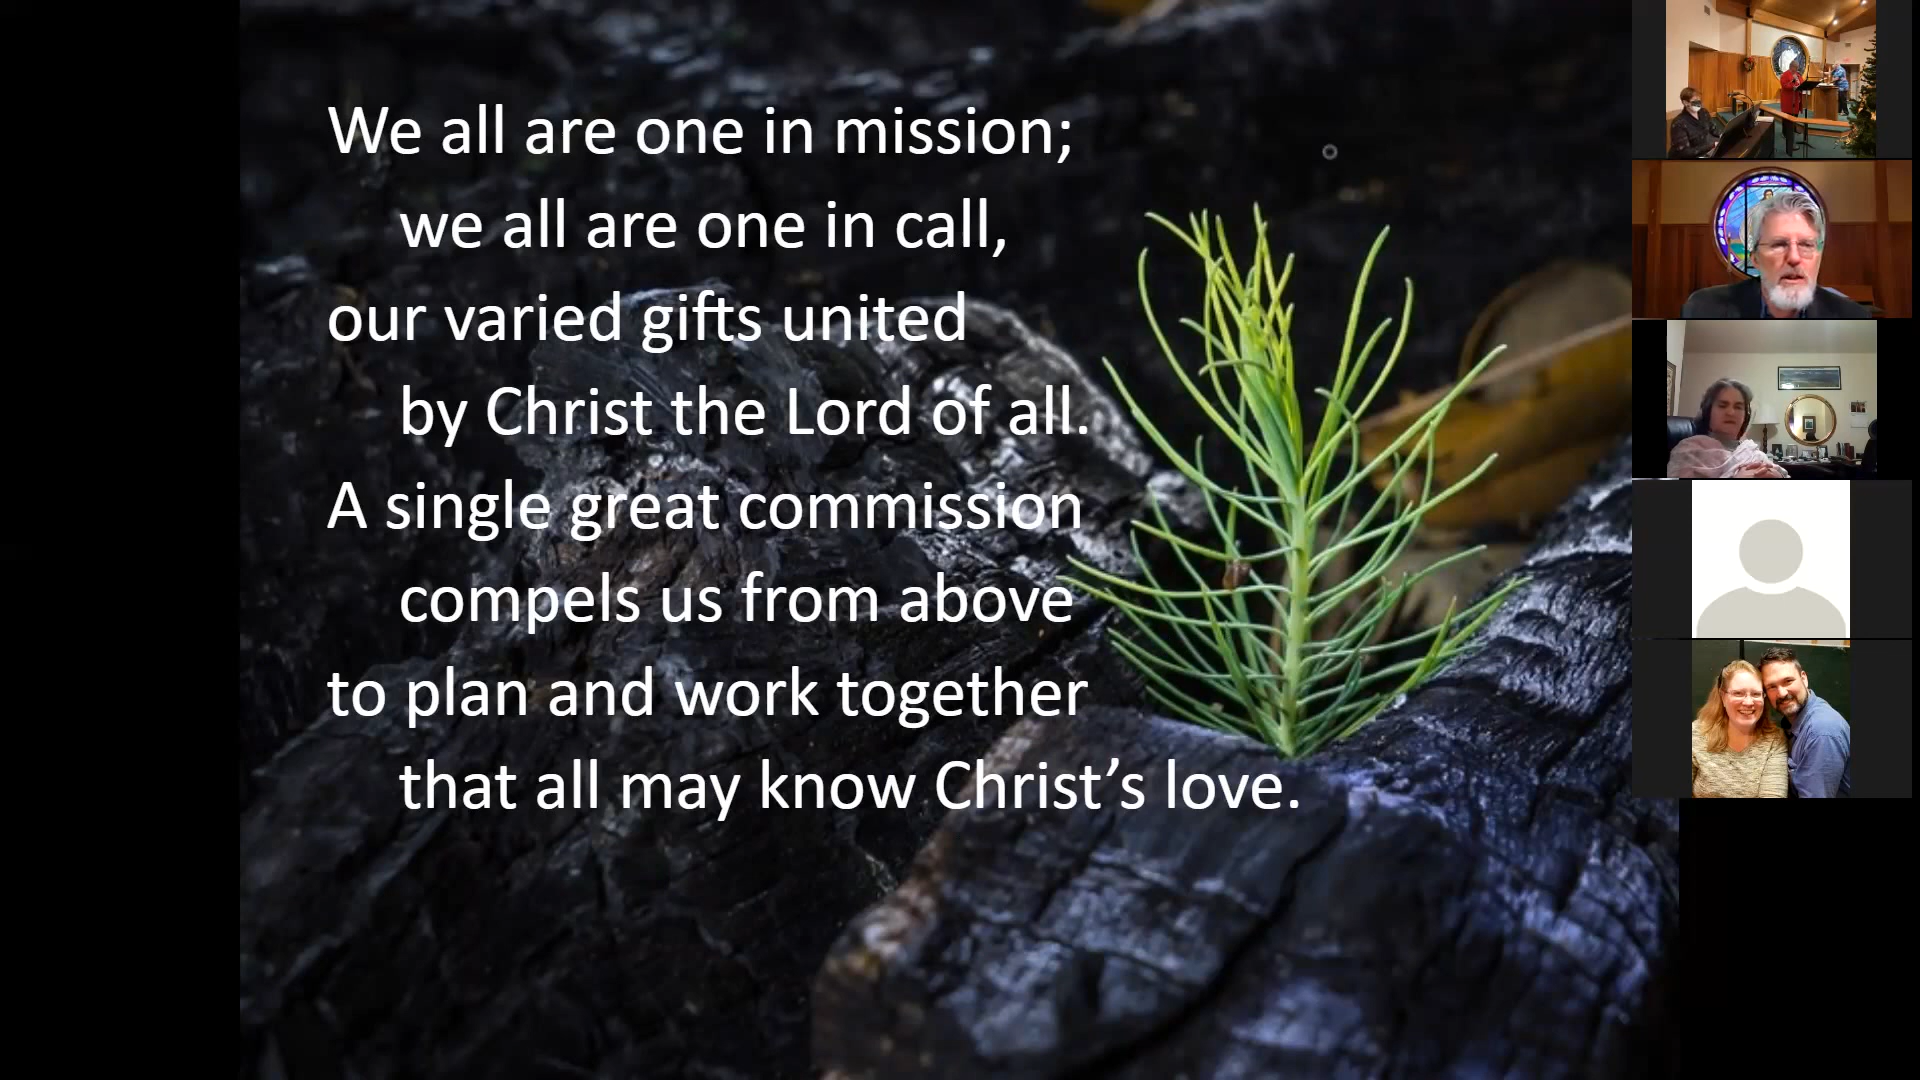 We all are one in mission;
we all are one in call,
our varied gifts united
by Christ the Lord of all.
A single great commission
compels us from above
to plan and work together
that all may know Christ’s love.